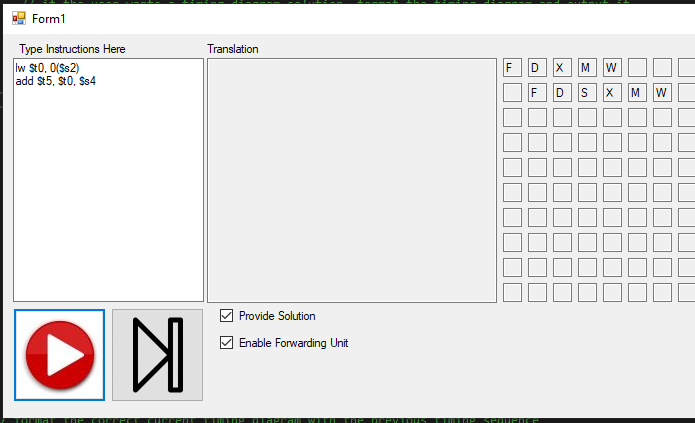 // if the user wants a timing diagram solution, format the timing diagram and output it
Form1
Type Instructions Here
Translation
lw $t0, 0($s2)
add $t5, $t0, $s4
F D X M W
F D S X M W
Provide Solution
Enable Forwarding Unit
/ format the correct current timing diagram with the previous timing sequence